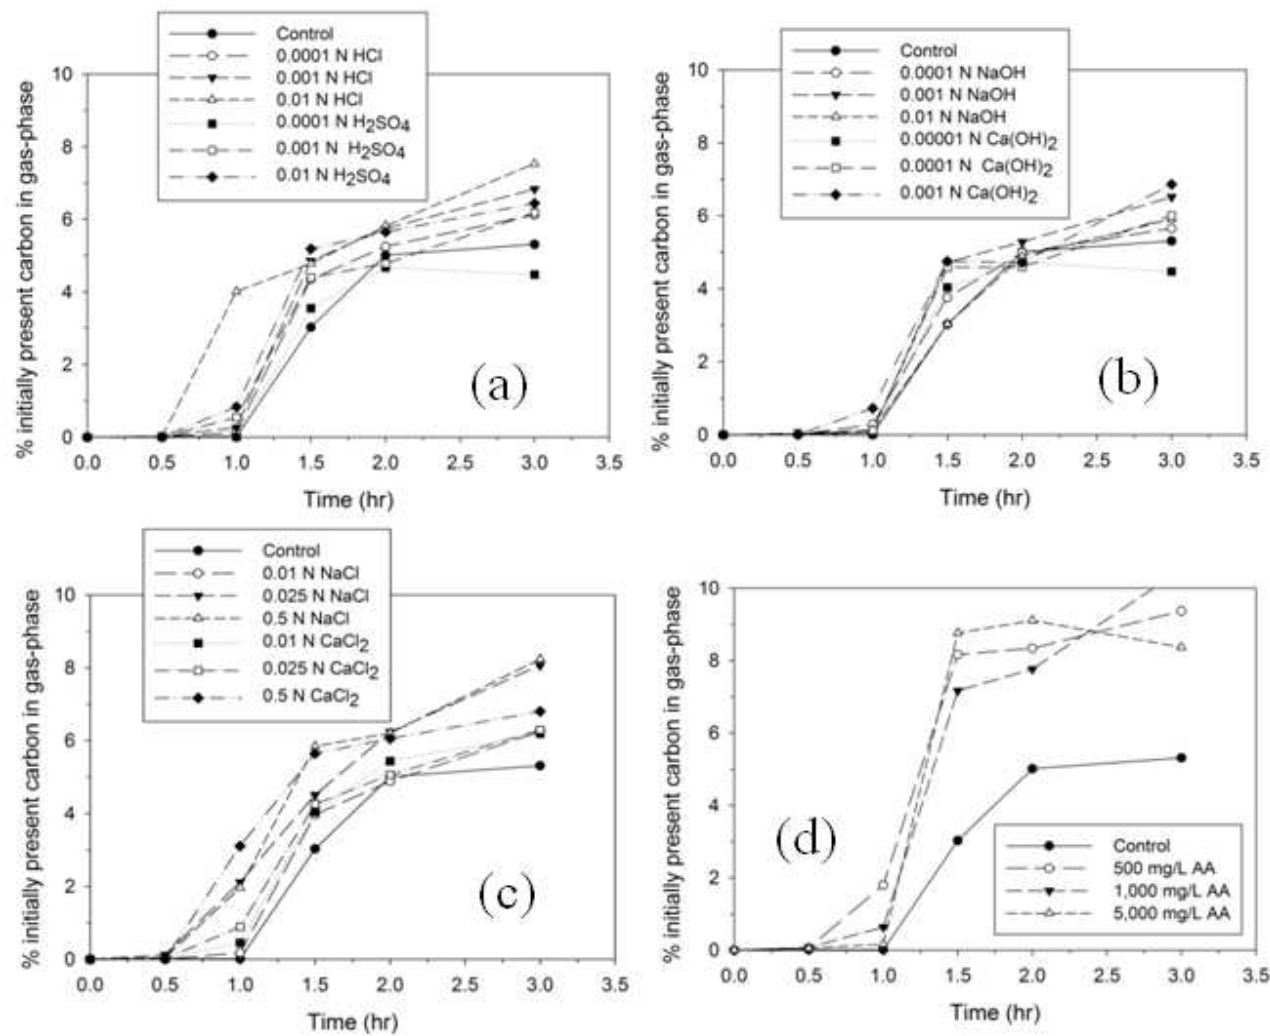 Control
0.0001 N HCl
0.001 N HCl
0.01 N HCl
0.0001 N H₂SO₄
0.001 N H₂SO₄
0.01 N H₂SO₄
% initially present carbon in gas-phase
10
8
6
4
2
0
(a)
0.0 0.5 1.0 1.5 2.0 2.5 3.0 3.5
Time (hr)
Control
0.0001 N NaOH
0.001 N NaOH
0.01 N NaOH
0.00001 N Ca(OH)₂
0.0001 N Ca(OH)₂
0.001 N Ca(OH)₂
% initially present carbon in gas-phase
10
8
6
4
2
0
(b)
0.0 0.5 1.0 1.5 2.0 2.5 3.0 3.5
Time (hr)
Control
0.01 N NaCl
0.025 N NaCl
0.5 N NaCl
0.01 N CaCl₂
0.025 N CaCl₂
0.5 N CaCl₂
% initially present carbon in gas-phase
10
8
6
4
2
0
(c)
0.0 0.5 1.0 1.5 2.0 2.5 3.0 3.5
Time (hr)
% initially present carbon in gas-phase
10
8
6
4
2
0
(d)
Control
500 mg/L AA
1,000 mg/L AA
5,000 mg/L AA
0.0 0.5 1.0 1.5 2.0 2.5 3.0 3.5
Time (hr)